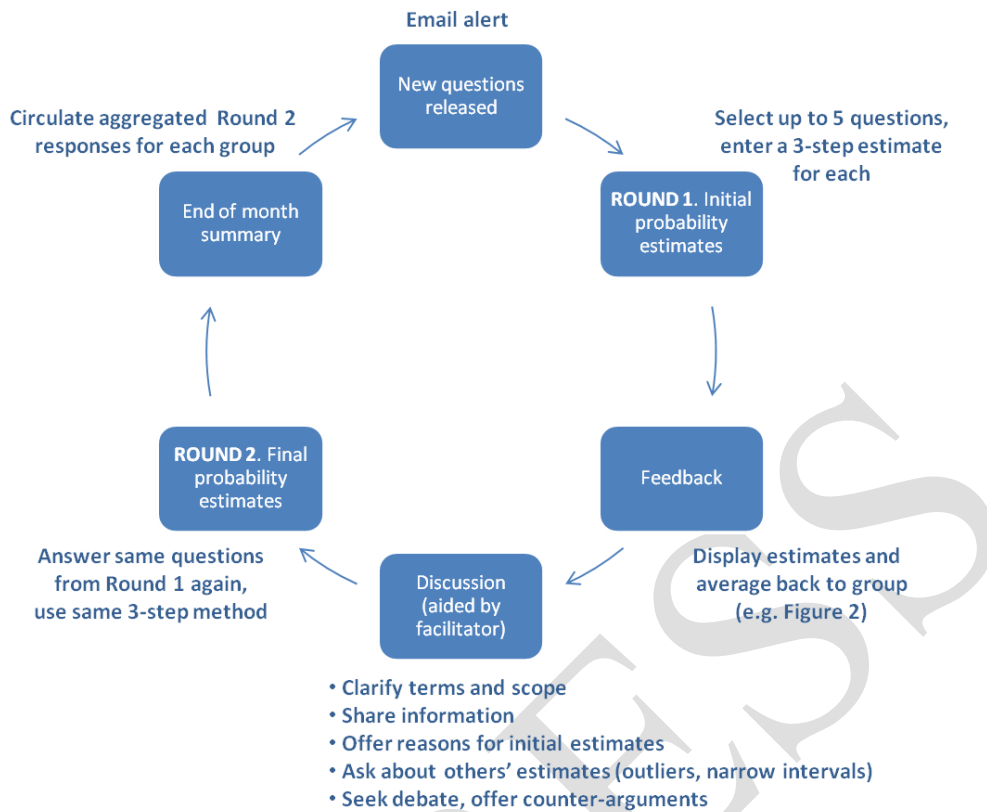 Email alert
New questions
released
Select up to 5 questions,
enter a 3-step estimate
for each
ROUND 1. Initial
probability
estimates
Feedback
Display estimates and
average back to group
(e.g. Figure 2)
Discussion
(aided by
facilitator)
• Clarify terms and scope
• Share information
• Offer reasons for initial estimates
• Ask about others' estimates (outliers, narrow intervals)
• Seek debate, offer counter-arguments
ROUND 2. Final
probability
estimates
Answer same questions
from Round 1 again,
use same 3-step method
End of month
summary
Circulate aggregated Round 2
responses for each group
ESS